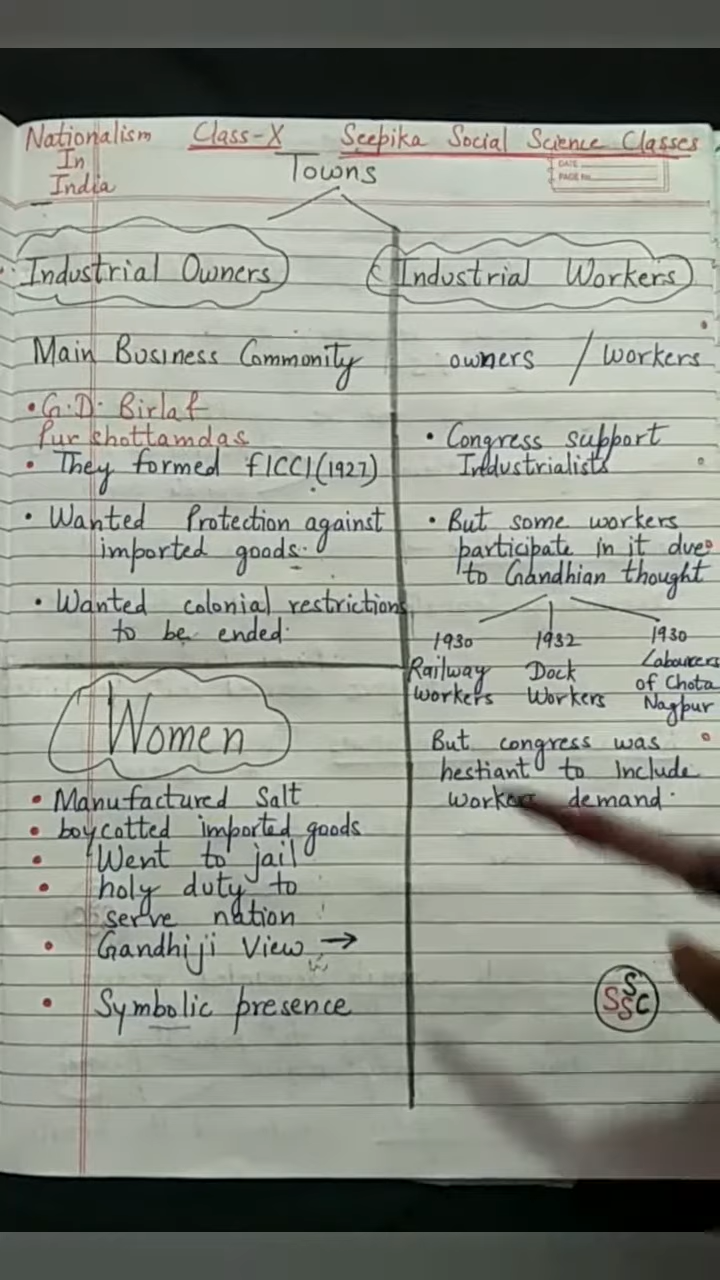 Nationalism Class-X Seepika Social Science Classes
In
India
DATE
PAGE No.
Towns
Industrial Owners
Main Business Commonity
• G.D. Birla &
Purshottamdas
• They formed FICCI (1927)
• Wanted Protection against
imported goods.
• Wanted colonial restrictions
to be ended.
Industrial Workers
owners / workers
• Congress support
Industrialists
• But some workers
participate in it due
to Gandhian thought
1930 1932 1930
Railway Dock Labourers
workers Workers of Chota
Nagpur
But congress was
hestiant to Include
workers demand.
Women
• Manufactured Salt
• boycotted imported goods
• Went to jail
• holy duty to
serve nation
• Gandhiji View →
• Symbolic presence
SSSC